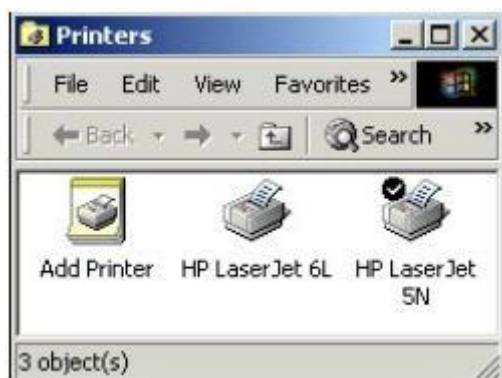 Printers
File Edit View Favorites »
Back Search »
Add Printer HP LaserJet 6L HP LaserJet
5N
3 object(s)